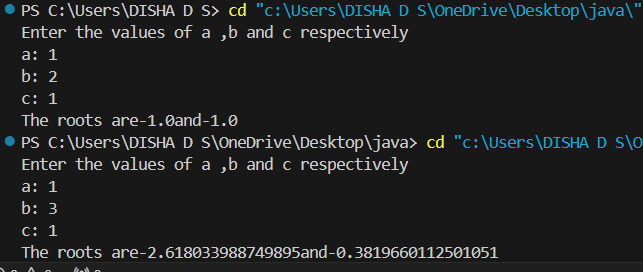 PS C:\Users\DISHA D S> cd "c:\Users\DISHA D S\OneDrive\Desktop\java\"
Enter the values of a ,b and c respectively
a: 1
b: 2
c: 1
The roots are-1.0and-1.0
PS C:\Users\DISHA D S\OneDrive\Desktop\java> cd "c:\Users\DISHA D S\O
Enter the values of a ,b and c respectively
a: 1
b: 3
c: 1
The roots are-2.618033988749895and-0.3819660112501051